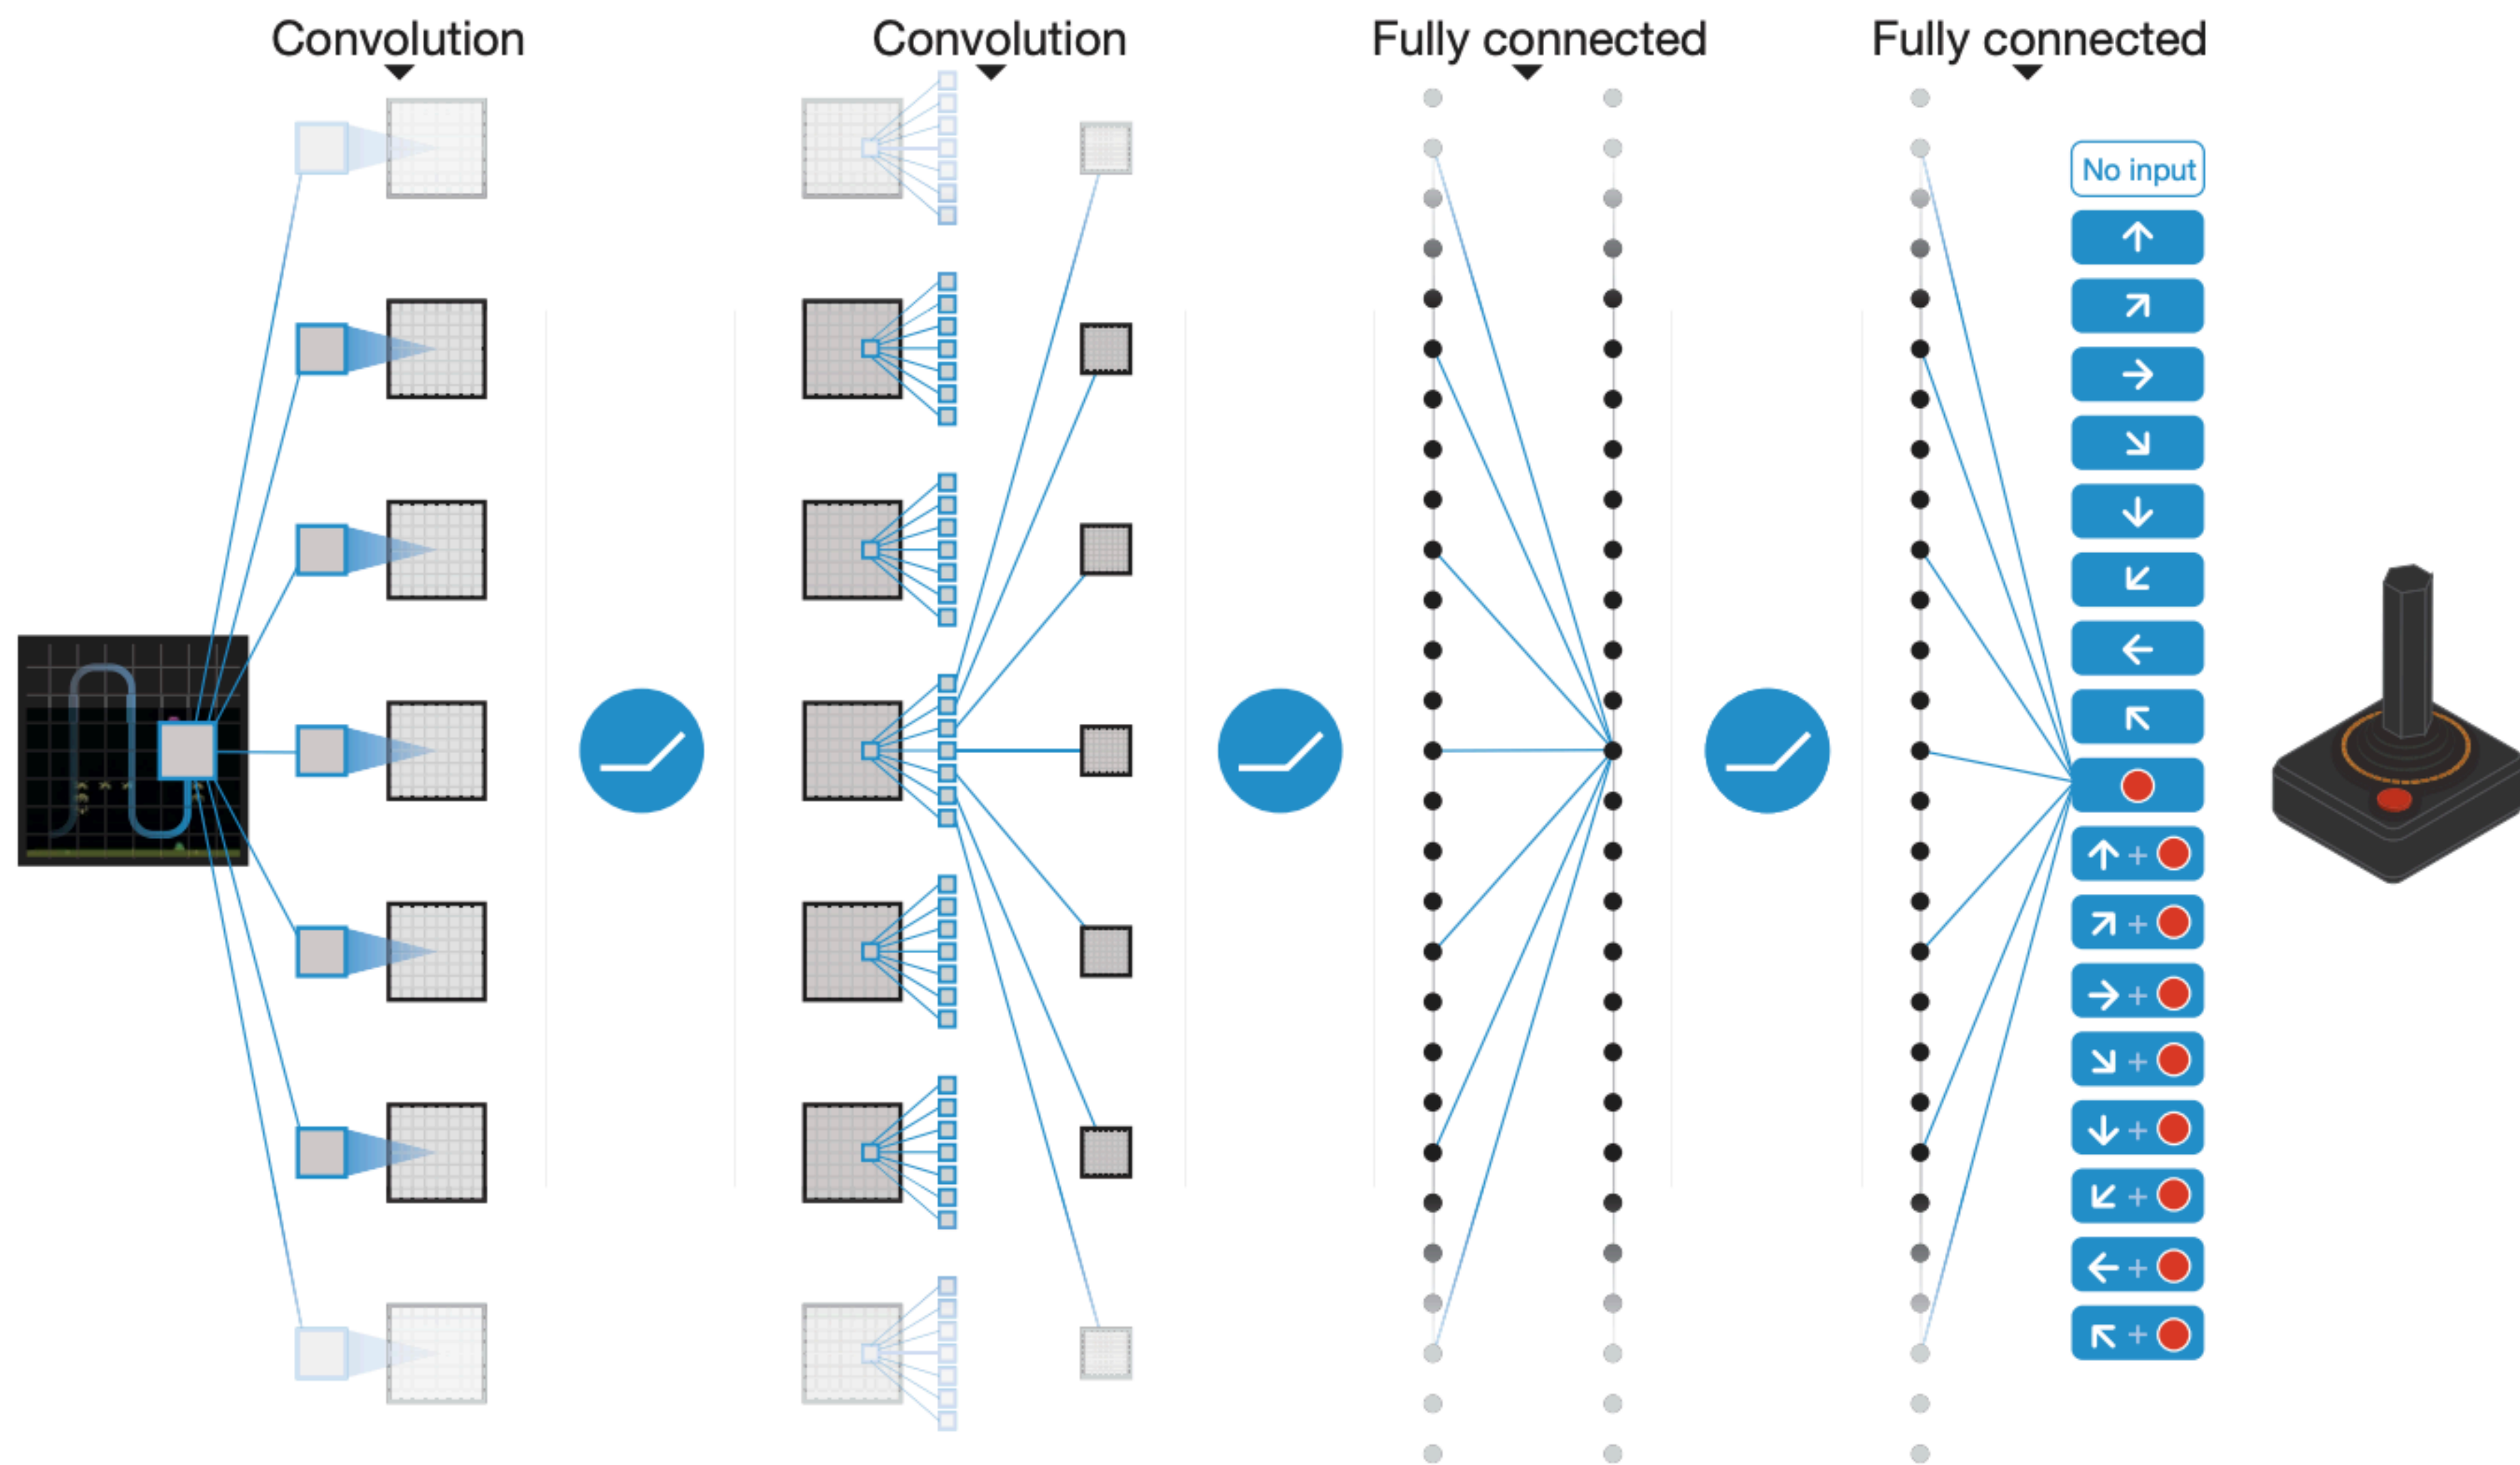 Convolution
Convolution
Fully connected
Fully connected
No input
+
+
+
+
+
+
+
+